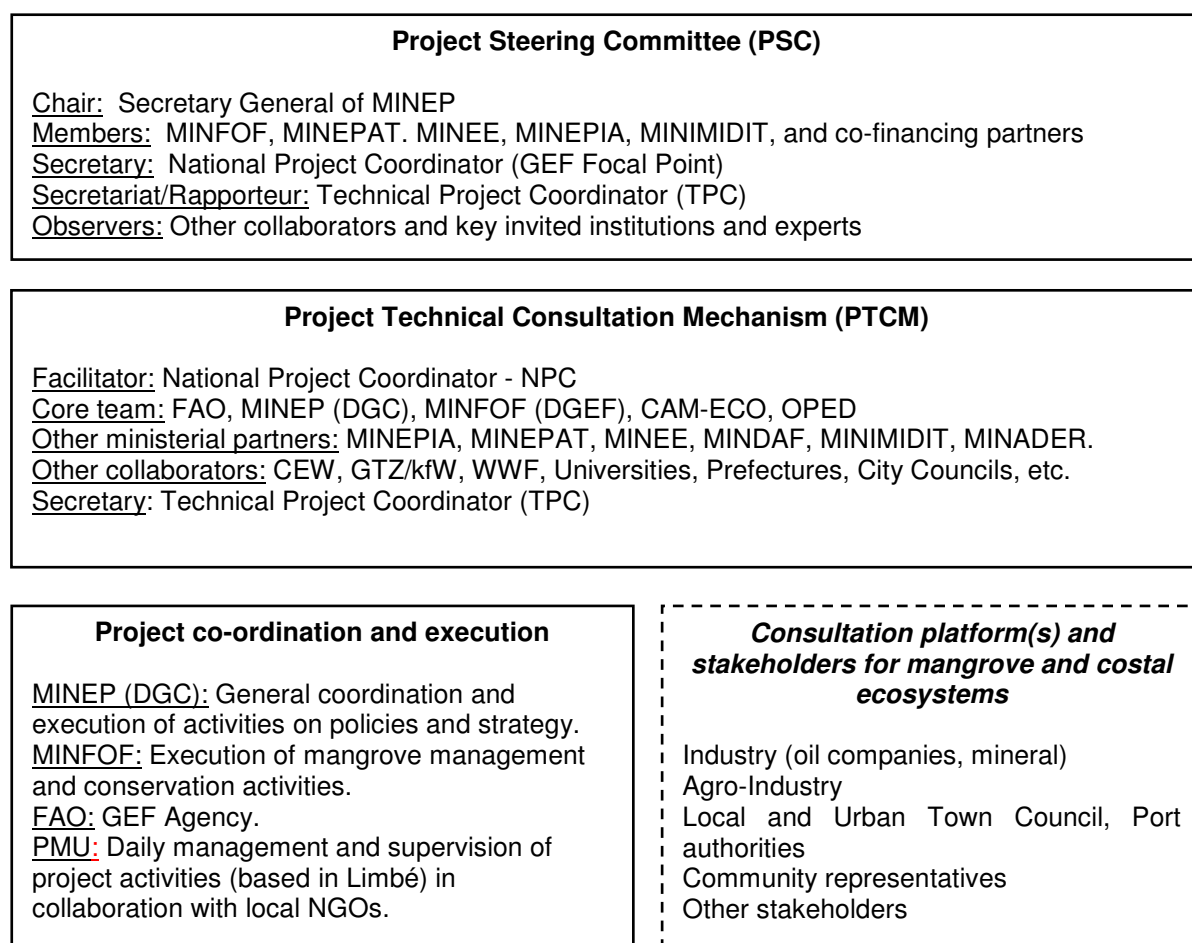 Project Steering Committee (PSC)
Chair: Secretary General of MINEP
Members: MINFOF, MINEPAT. MINEE, MINEPIA, MINIMIDIT, and co-financing partners
Secretary: National Project Coordinator (GEF Focal Point)
Secretariat/Rapporteur: Technical Project Coordinator (TPC)
Observers: Other collaborators and key invited institutions and experts
Project Technical Consultation Mechanism (PTCM)
Facilitator: National Project Coordinator - NPC
Core team: FAO, MINEP (DGC), MINFOF (DGEF), CAM-ECO, OPED
Other ministerial partners: MINEPIA, MINEPAT, MINEE, MINDAF, MINIMIDIT, MINADER.
Other collaborators: CEW, GTZ/kfW, WWF, Universities, Prefectures, City Councils, etc.
Secretary: Technical Project Coordinator (TPC)
Project co-ordination and execution
MINEP (DGC): General coordination and
execution of activities on policies and strategy.
MINFOF: Execution of mangrove management
and conservation activities.
FAO: GEF Agency.
PMU: Daily management and supervision of
project activities (based in Limbé) in
collaboration with local NGOs.
Consultation platform(s) and
stakeholders for mangrove and costal
ecosystems
Industry (oil companies, mineral)
Agro-Industry
Local and Urban Town Council, Port
authorities
Community representatives
Other stakeholders